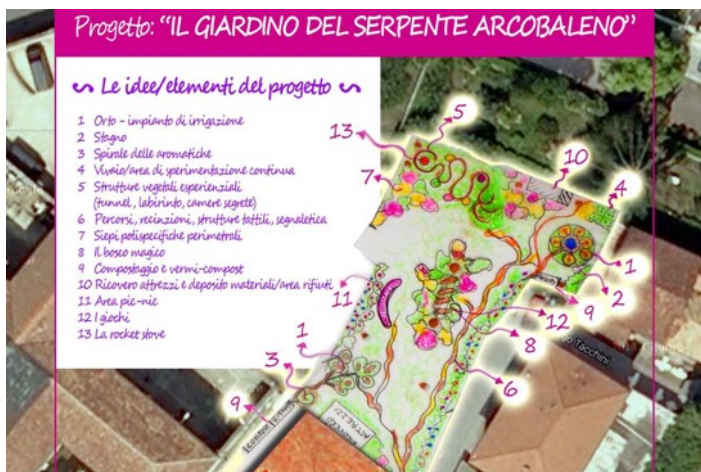 Progetto: "IL GIARDINO DEL SERPENTE ARCOBALENO"
Le idee/elementi del progetto
1 Orto - impianto di irrigazione
2 Stagno
3 Spirale delle aromatiche
4 Vivaio/area di sperimentazione continua
5 Strutture vegetali esperienziali
(tunnel, labirinto, camere segrete)
6 Percorsi, recinzioni, strutture tattili, segnaletica
7 Siepi polispecifiche perimetrali
8 Il bosco magico
9 Compostaggio e vermi-compost
10 Ricovero attrezzi e deposito materiali/area rifiuti
11 Area pic-nic
12 I giochi
13 La rocket stove
5
13
10
7
4
1
11
2
9
12
1
8
3
6
9
Tacchini